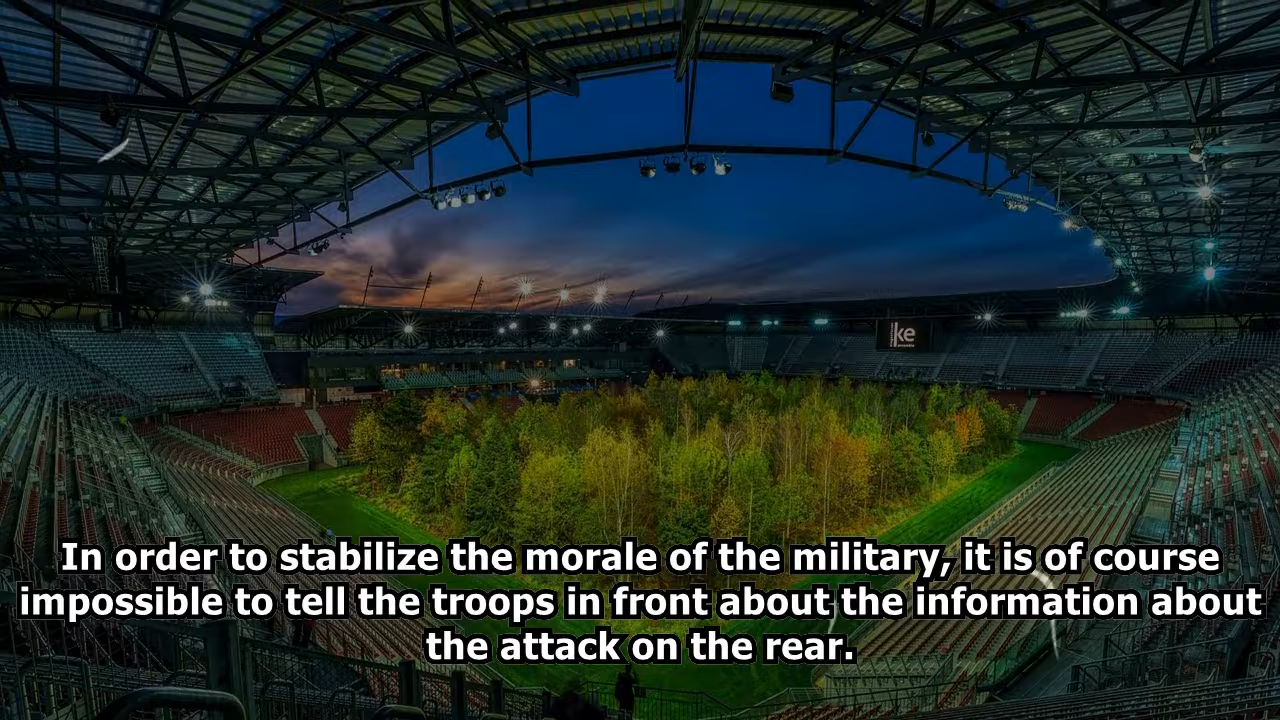 ke
In order to stabilize the morale of the military, it is of course
impossible to tell the troops in front about the information about
the attack on the rear.